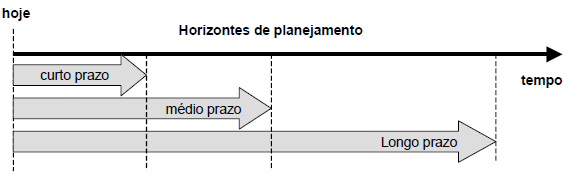 hoje
Horizontes de planejamento
tempo
curto prazo
médio prazo
Longo prazo